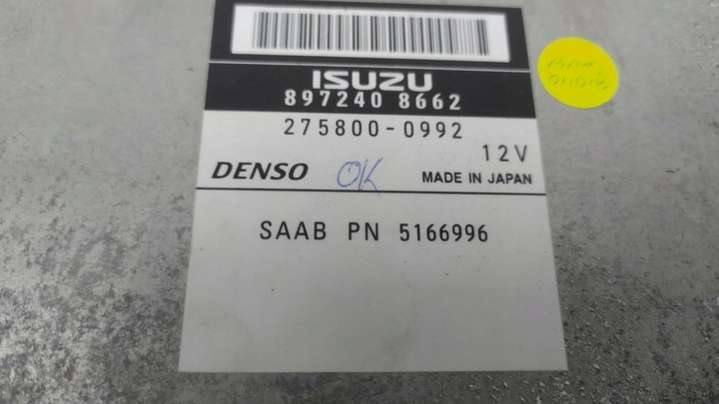 ISUZU
897240 8662
275800-0992
12V
DENSO OK MADE IN JAPAN
SAAB PN 5166996